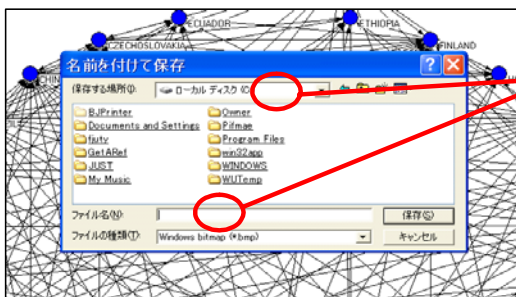 ECUADOR
ETHIOPIA
CZECHOSLOVAKIA
FINLAND
名前を付けて保存
保存する場所(I):
ローカル ディスク (C
BJPrinter
Owner
Documents and Settings
Pifmae
fjuty
Program Files
GetARef
win32app
JUST
WINDOWS
My Music
WUTemp
ファイル名(N):
保存(S)
ファイルの種類(T):
Windows bitmap (*.bmp)
キャンセル